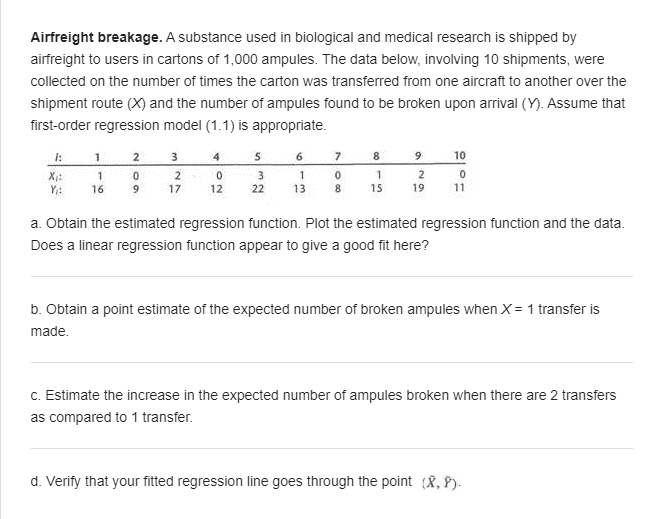 Airfreight breakage. A substance used in biological and medical research is shipped by
airfreight to users in cartons of 1,000 ampules. The data below, involving 10 shipments, were
collected on the number of times the carton was transferred from one aircraft to another over the
shipment route (X) and the number of ampules found to be broken upon arrival (Y). Assume that
first-order regression model (1.1) is appropriate.
i: 1 2 3 4 5 6 7 8 9 10
Xi: 1 0 2 0 3 1 0 1 2 0
Yi: 16 9 17 12 22 13 8 15 19 11
a. Obtain the estimated regression function. Plot the estimated regression function and the data.
Does a linear regression function appear to give a good fit here?
b. Obtain a point estimate of the expected number of broken ampules when X = 1 transfer is
made.
c. Estimate the increase in the expected number of ampules broken when there are 2 transfers
as compared to 1 transfer.
d. Verify that your fitted regression line goes through the point (X̄, Ȳ).